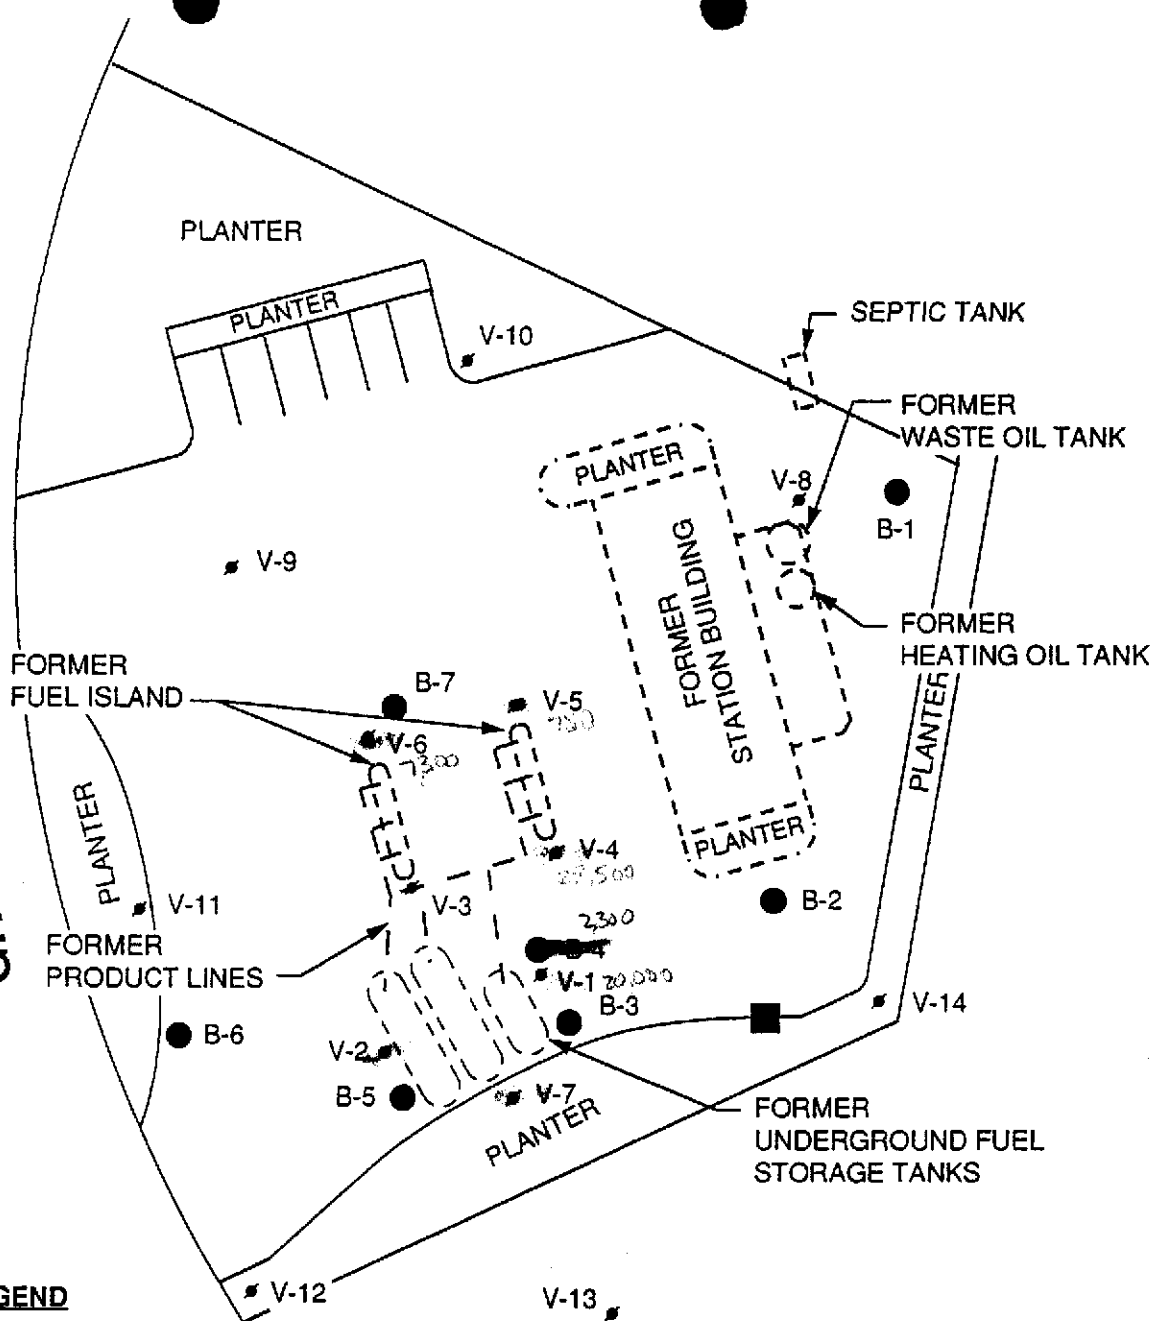 PLANTER
PLANTER
V-10
SEPTIC TANK
FORMER
WASTE OIL TANK
PLANTER
V-8
B-1
V-9
FORMER
STATION BUILDING
FORMER
HEATING OIL TANK
FORMER
FUEL ISLAND
B-7
V-5
V-6
7,300
PLANTER
PLANTER
PLANTER
V-4
V-3
B-2
V-11
2,300
FORMER
PRODUCT LINES
V-1 20,000
B-3
V-14
B-6
V-2
B-5
V-7
PLANTER
FORMER
UNDERGROUND FUEL
STORAGE TANKS
V-12
V-13
GEND